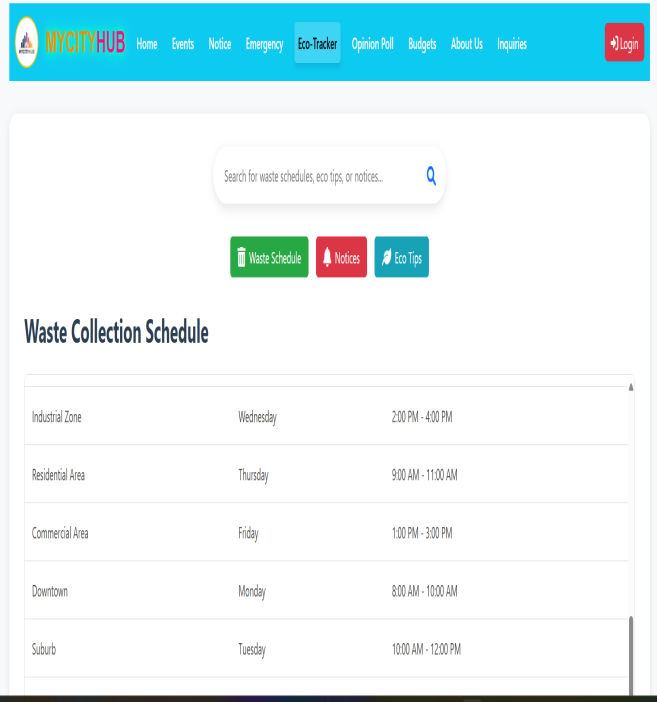 MYCITYHUB Home Events Notice Emergency Eco-Tracker Opinion Poll Budgets About Us Inquiries Login
Search for waste schedules, eco tips, or notices...
Waste Schedule Notices Eco Tips
Waste Collection Schedule
Industrial Zone Wednesday 2:00 PM - 4:00 PM
Residential Area Thursday 9:00 AM - 11:00 AM
Commercial Area Friday 1:00 PM - 3:00 PM
Downtown Monday 8:00 AM - 10:00 AM
Suburb Tuesday 10:00 AM - 12:00 PM